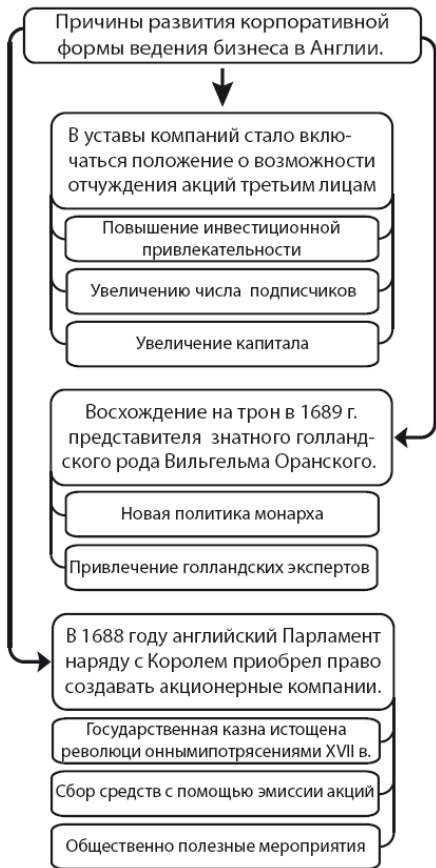 Причины развития корпоративной
формы ведения бизнеса в Англии.
В уставы компаний стало вклю-
чаться положение о возможности
отчуждения акций третьим лицам
Повышение инвестиционной
привлекательности
Увеличению числа подписчиков
Увеличение капитала
Восхождение на трон в 1689 г.
представителя знатного голланд-
ского рода Вильгельма Оранского.
Новая политика монарха
Привлечение голландских экспертов
В 1688 году английский Парламент
наряду с Королем приобрел право
создавать акционерные компании.
Государственная казна истощена
революци оннымипотрясениями XVII в.
Сбор средств с помощью эмиссии акций
Общественно полезные мероприятия